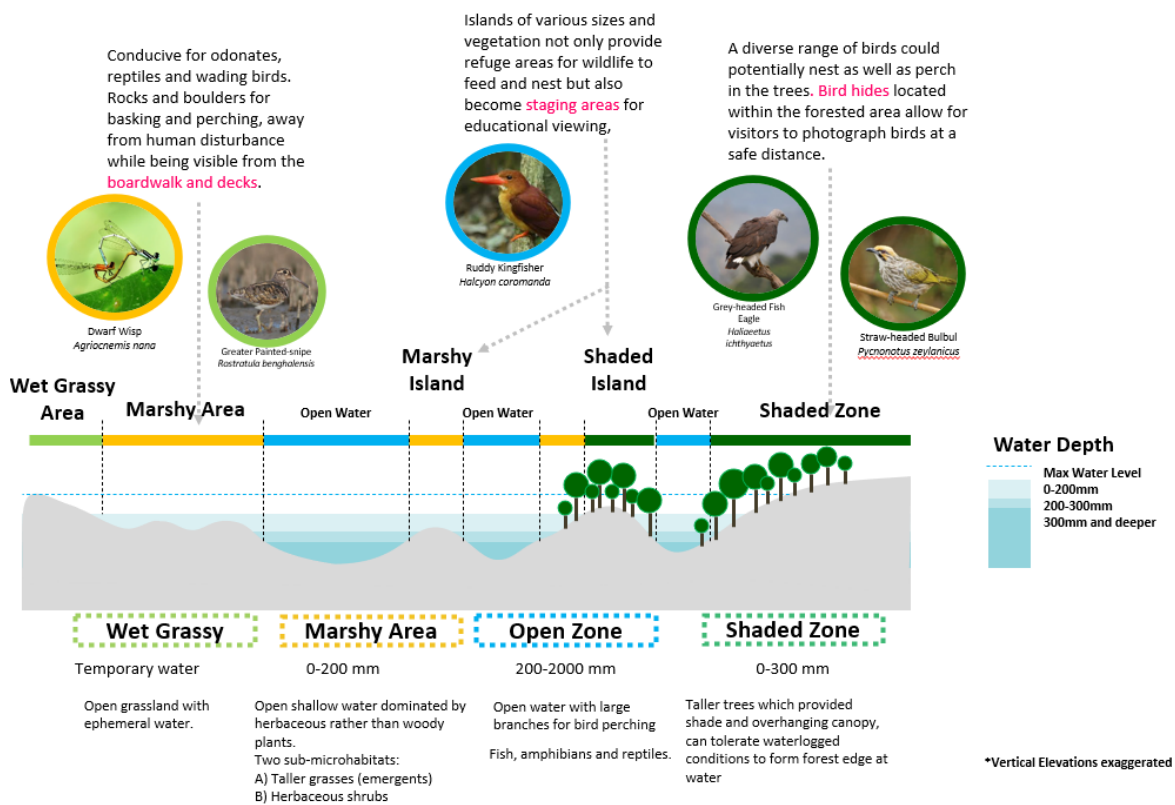 Conducive for odonates,
reptiles and wading birds.
Rocks and boulders for
basking and perching, away
from human disturbance
while being visible from the
boardwalk and decks.
Islands of various sizes and
vegetation not only provide
refuge areas for wildlife to
feed and nest but also
become staging areas for
educational viewing,
A diverse range of birds could
potentially nest as well as perch
in the trees. Bird hides located
within the forested area allow for
visitors to photograph birds at a
safe distance.
Dwarf Wisp
Agriocnemis nana
Greater Painted-snipe
Rostratula benghalensis
Ruddy Kingfisher
Halcyon coromanda
Grey-headed Fish
Eagle
Haliaeetus
ichthyaetus
Straw-headed Bulbul
Pycnonotus zeylanicus
Wet Grassy
Area
Marshy Area
Open Water
Marshy
Island
Open Water
Shaded
Island
Open Water
Shaded Zone
Water Depth
Max Water Level
0-200mm
200-300mm
300mm and deeper
Wet Grassy
Temporary water
Open grassland with
ephemeral water.
Marshy Area
0-200 mm
Open shallow water dominated by
herbaceous rather than woody
plants.
Two sub-microhabitats:
A) Taller grasses (emergents)
B) Herbaceous shrubs
Open Zone
200-2000 mm
Open water with large
branches for bird perching
Fish, amphibians and reptiles.
Shaded Zone
0-300 mm
Taller trees which provided
shade and overhanging canopy,
can tolerate waterlogged
conditions to form forest edge at
water
*Vertical Elevations exaggerated